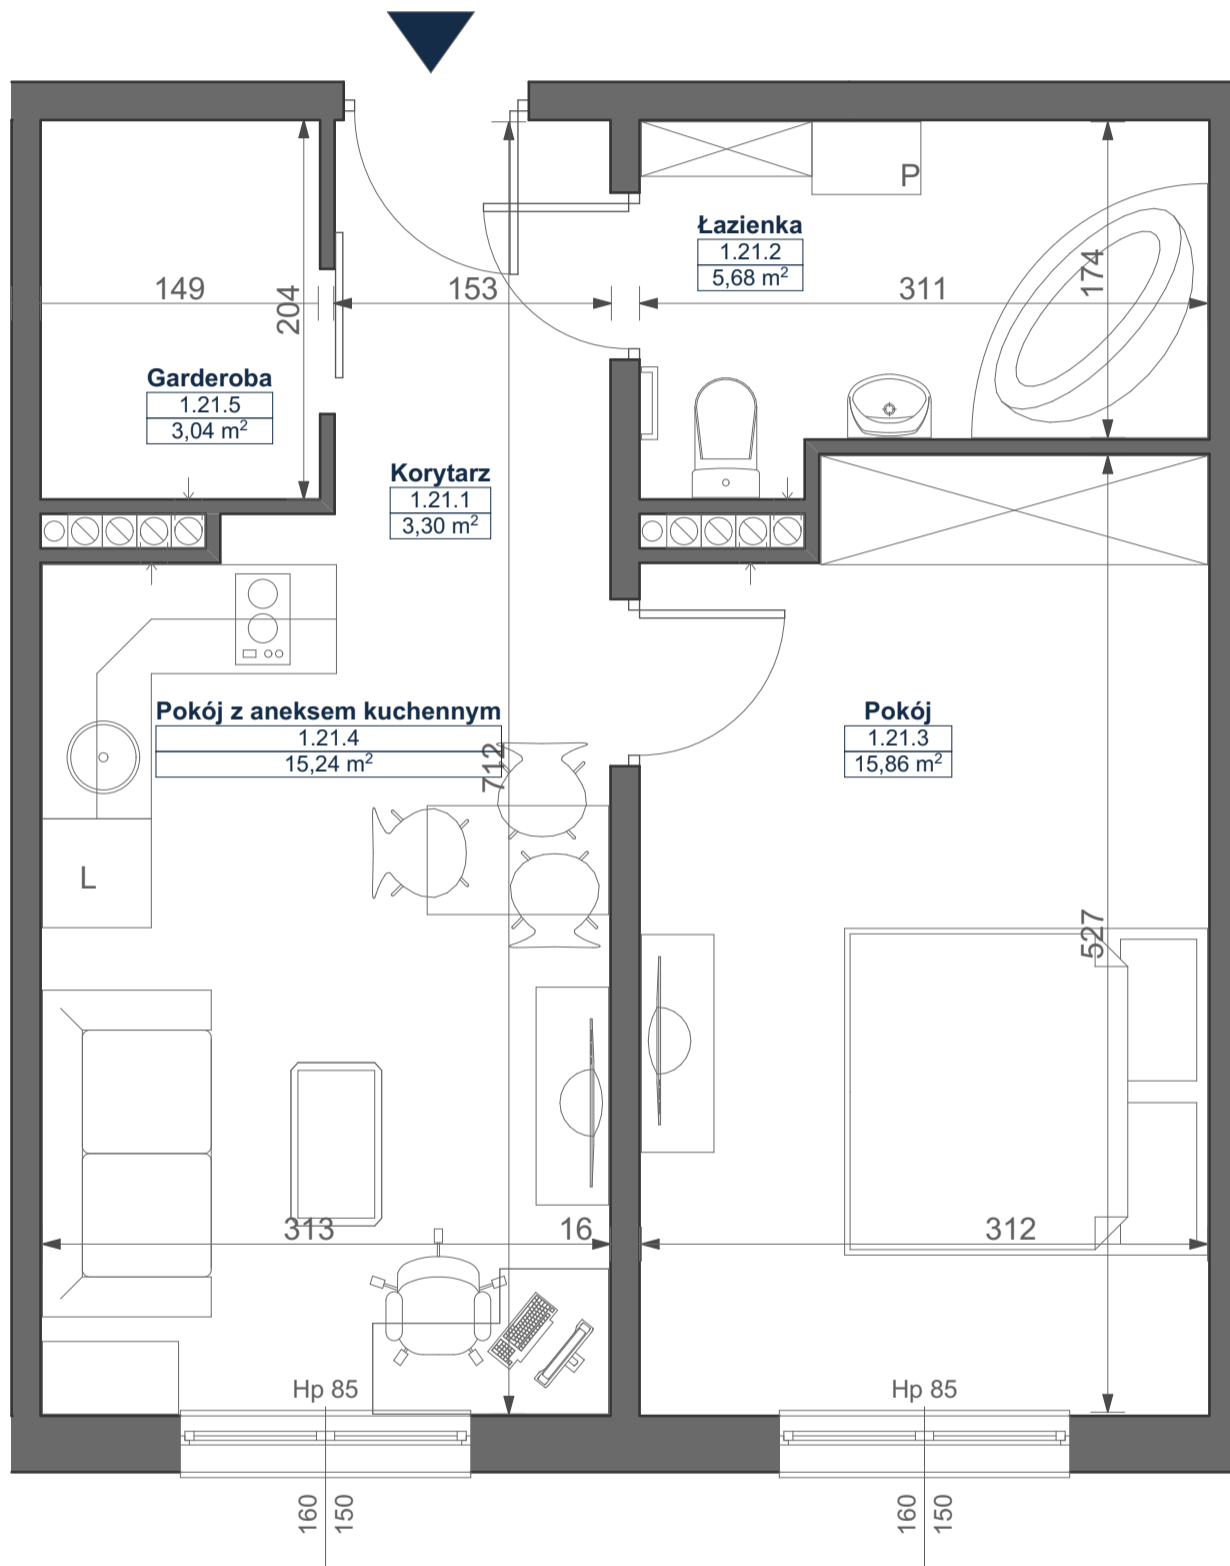 P
Łazienka
1.21.2
5,68 m²
149
204
153
311
174
Garderoba
1.21.5
3,04 m²
Korytarz
1.21.1
3,30 m²
Pokój z aneksem kuchennym
1.21.4
15,24 m²
712
Pokój
1.21.3
15,86 m²
L
527
313
16
312
Hp 85
Hp 85
160
150
160
150